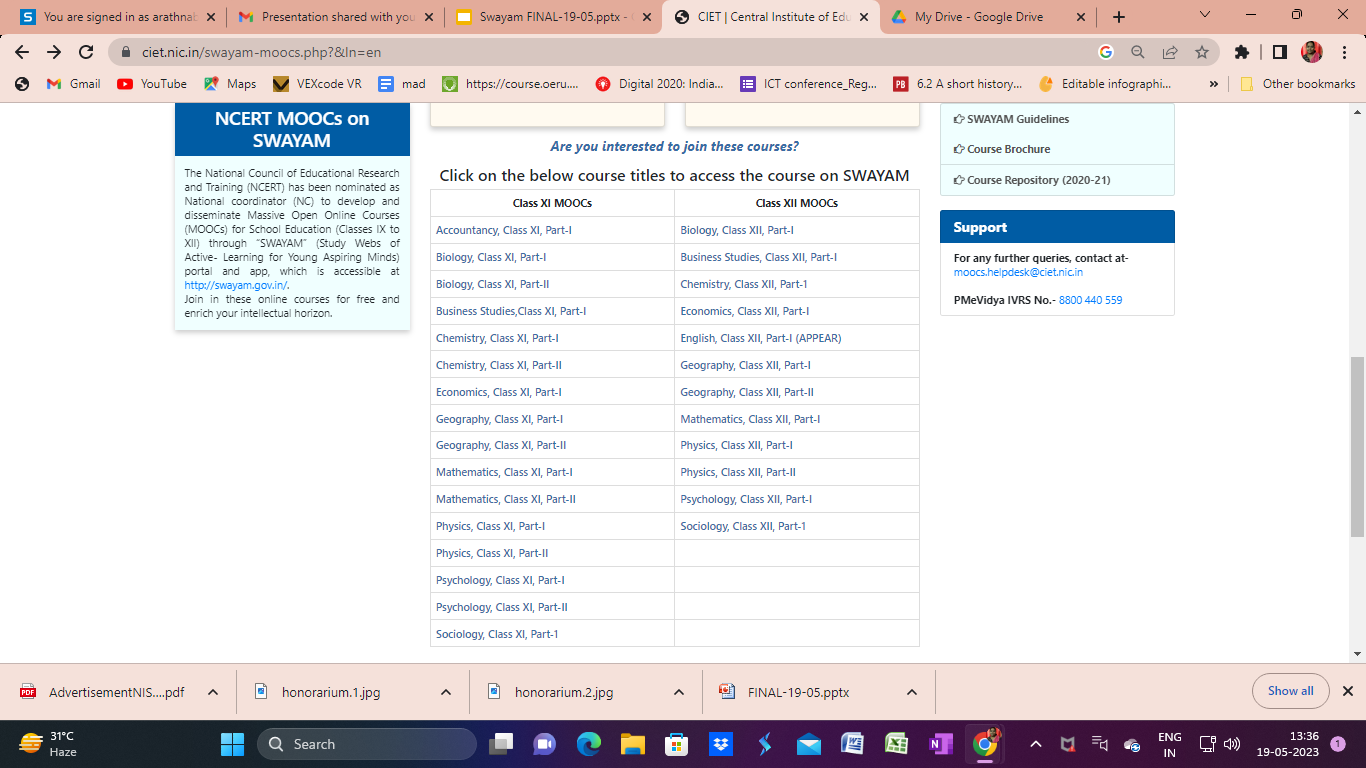 You are signed in as arathnab
Presentation shared with you
Swayam FINAL-19-05.pptx -
CIET | Central Institute of Edu
My Drive - Google Drive
ciet.nic.in/swayam-moocs.php?&ln=en
Gmail
YouTube
Maps
VEXcode VR
mad
https://course.oeru....
Digital 2020: India...
ICT conference_Reg...
PB 6.2 A short history...
Editable infographi...
»
Other bookmarks
NCERT MOOCs on
SWAYAM
The National Council of Educational Research
and Training (NCERT) has been nominated as
National coordinator (NC) to develop and
disseminate Massive Open Online Courses
(MOOCs) for School Education (Classes IX to
XII) through "SWAYAM" (Study Webs of
Active- Learning for Young Aspiring Minds)
portal and app, which is accessible at
http://swayam.gov.in/.
Join in these online courses for free and
enrich your intellectual horizon.
Are you interested to join these courses?
Click on the below course titles to access the course on SWAYAM
Class XI MOOCs Class XII MOOCs
Accountancy, Class XI, Part-I Biology, Class XII, Part-I
Biology, Class XI, Part-I Business Studies, Class XII, Part-I
Biology, Class XI, Part-II Chemistry, Class XII, Part-1
Business Studies,Class XI, Part-I Economics, Class XII, Part-I
Chemistry, Class XI, Part-I English, Class XII, Part-I (APPEAR)
Chemistry, Class XI, Part-II Geography, Class XII, Part-I
Economics, Class XI, Part-I Geography, Class XII, Part-II
Geography, Class XI, Part-I Mathematics, Class XII, Part-I
Geography, Class XI, Part-II Physics, Class XII, Part-I
Mathematics, Class XI, Part-I Physics, Class XII, Part-II
Mathematics, Class XI, Part-II Psychology, Class XII, Part-I
Physics, Class XI, Part-I Sociology, Class XII, Part-1
Physics, Class XI, Part-II
Psychology, Class XI, Part-I
Psychology, Class XI, Part-II
Sociology, Class XI, Part-1
SWAYAM Guidelines
Course Brochure
Course Repository (2020-21)
Support
For any further queries, contact at-
moocs.helpdesk@ciet.nic.in
PMeVidya IVRS No.- 8800 440 559
PDF AdvertisementNIS....pdf
honorarium.1.jpg
honorarium.2.jpg
FINAL-19-05.pptx
Show all
31°C
Haze
Search
ENG
IN
13:36
19-05-2023
1